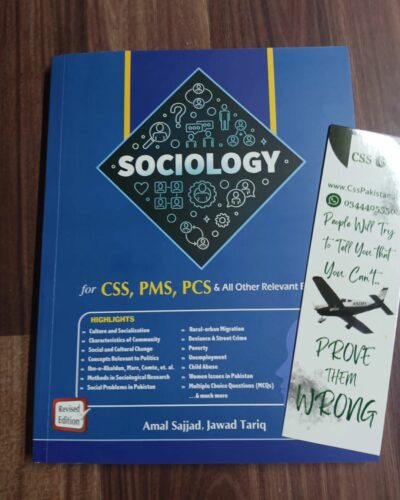 SOCIOLOGY
for CSS, PMS, PCS & All Other Relevant
HIGHLIGHTS
» Culture and Socialization
» Characteristics of Community
» Social and Cultural Change
» Concepts Relevant to Politics
» Ibn-e-Khaldun, Marx, Comte, et. al.
» Methods in Sociological Research
» Social Problems in Pakistan
» Rural-urban Migration
» Deviance & Street Crime
» Poverty
» Unemployment
» Child Abuse
» Women Issues in Pakistan
» Multiple Choice Questions (MCQs)
...& much more
Revised
Edition
Amal Sajjad, Jawad Tariq
CSS
www.CssPakistan
People Will Try
to Tell You that
You Can't...
PROVE
THEM
WRONG